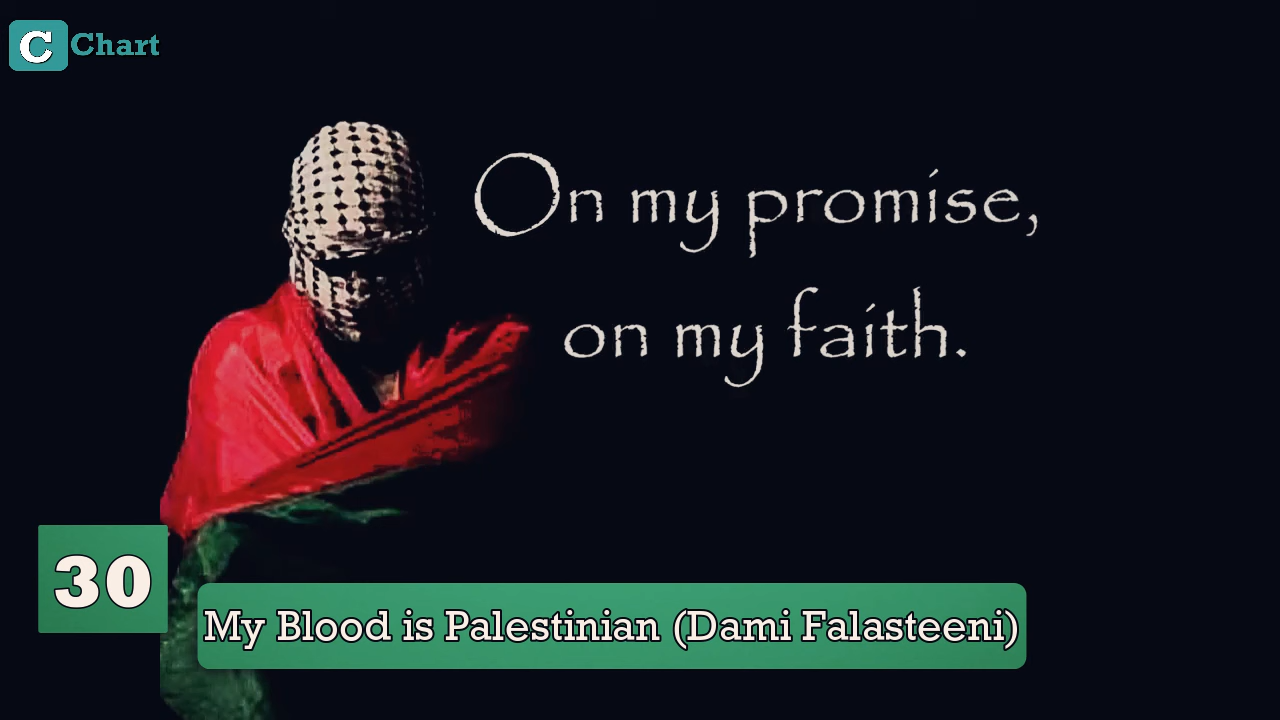 C Chart
On my promise,
on my faith.
30
My Blood is Palestinian (Dami Falasteeni)